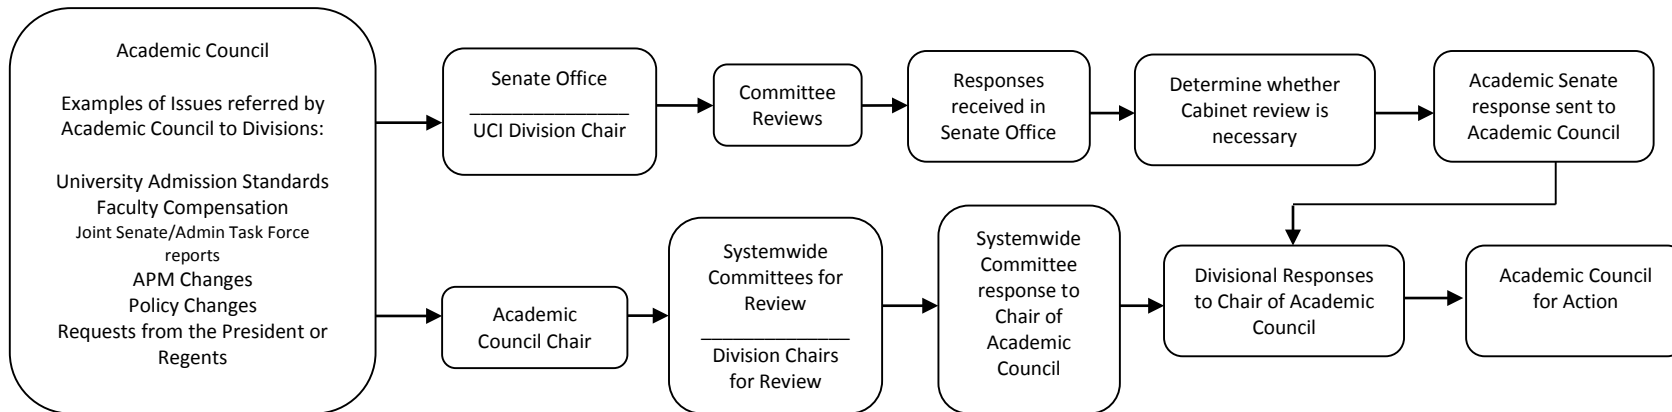 Academic Council
Examples of Issues referred by
Academic Council to Divisions:
University Admission Standards
Faculty Compensation
Joint Senate/Admin Task Force
reports
APM Changes
Policy Changes
Requests from the President or
Regents
Senate Office
_______________
UCI Division Chair
Committee
Reviews
Responses
received in
Senate Office
Determine whether
Cabinet review is
necessary
Academic Senate
response sent to
Academic Council
Academic
Council Chair
Systemwide
Committees for
Review
______________
Division Chairs
for Review
Systemwide
Committee
response to
Chair of
Academic
Council
Divisional Responses
to Chair of Academic
Council
Academic Council
for Action